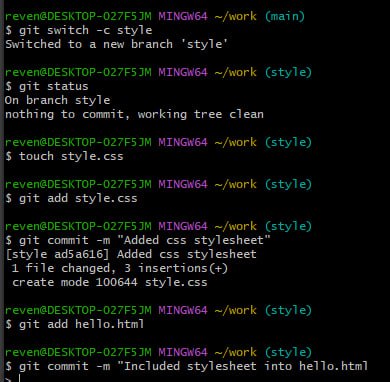 reven@DESKTOP-027F5JM MINGW64 ~/work (main)
$ git switch -c style
Switched to a new branch 'style'
reven@DESKTOP-027F5JM MINGW64 ~/work (style)
$ git status
On branch style
nothing to commit, working tree clean
reven@DESKTOP-027F5JM MINGW64 ~/work (style)
$ touch style.css
reven@DESKTOP-027F5JM MINGW64 ~/work (style)
$ git add style.css
reven@DESKTOP-027F5JM MINGW64 ~/work (style)
$ git commit -m "Added css stylesheet"
[style ad5a616] Added css stylesheet
 1 file changed, 3 insertions(+)
 create mode 100644 style.css
reven@DESKTOP-027F5JM MINGW64 ~/work (style)
$ git add hello.html
reven@DESKTOP-027F5JM MINGW64 ~/work (style)
$ git commit -m "Included stylesheet into hello.html
>